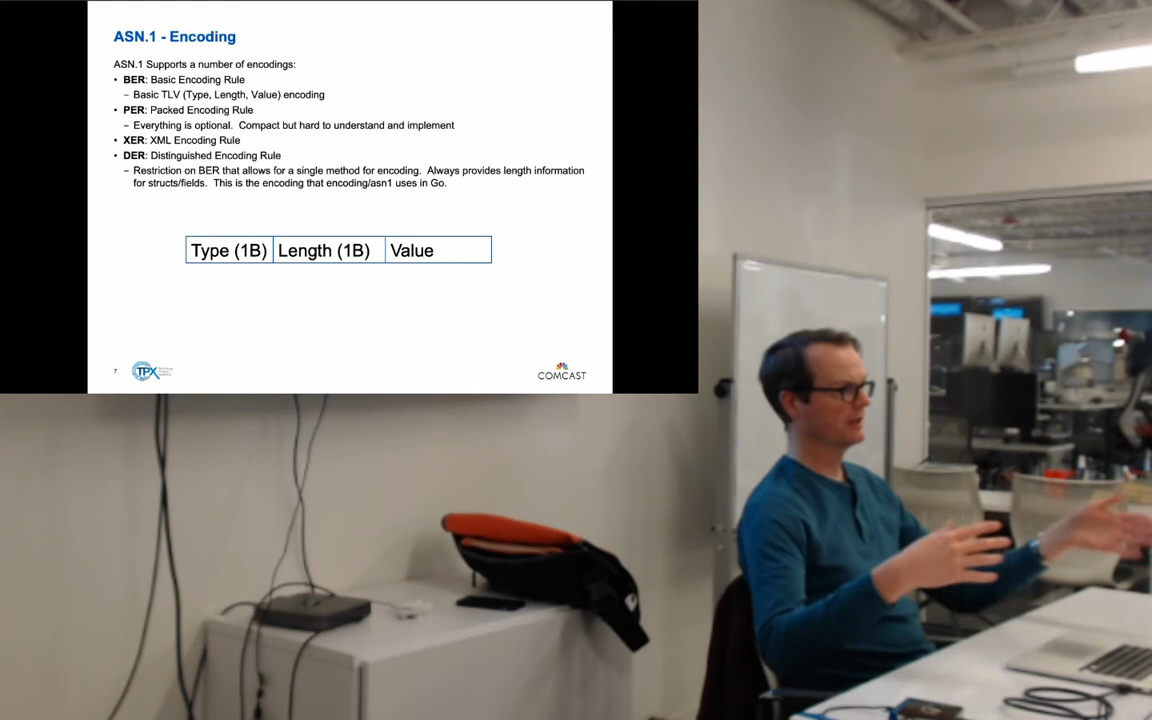 ASN.1 - Encoding
ASN.1 Supports a number of encodings:
• BER: Basic Encoding Rule
– Basic TLV (Type, Length, Value) encoding
• PER: Packed Encoding Rule
– Everything is optional. Compact but hard to understand and implement
• XER: XML Encoding Rule
• DER: Distinguished Encoding Rule
– Restriction on BER that allows for a single method for encoding. Always provides length information
for structs/fields. This is the encoding that encoding/asn1 uses in Go.
Type (1B) Length (1B) Value
7
TPX
COMCAST